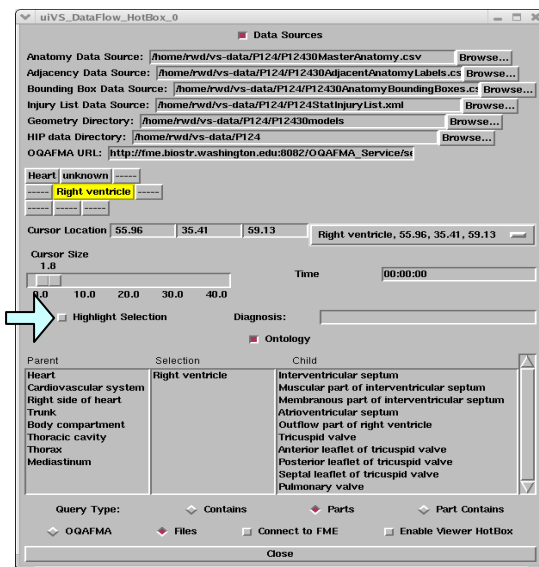 uiVS_DataFlow_HotBox_0
Data Sources
Anatomy Data Source: /home/rwd/vs-data/P124/P12430MasterAnatomy.csv Browse...
Adjacency Data Source: /home/rwd/vs-data/P124/P12430AdjacentAnatomyLabels.cs Browse...
Bounding Box Data Source: /home/rwd/vs-data/P124/P12430AnatomyBoundingBoxes.c Browse...
Injury List Data Source: /home/rwd/vs-data/P124/P124StatInjuryList.xml Browse...
Geometry Directory: /home/rwd/vs-data/P124/P12430models Browse...
HIP data Directory: /home/rwd/vs-data/P124 Browse...
OQAFMA URL: http://fme.biostr.washington.edu:8082/OQAFMA_Service/se
Heart unknown -----
----- Right ventricle -----
----- ----- -----
Cursor Location 55.96 35.41 59.13 Right ventricle, 55.96, 35.41, 59.13
Cursor Size
1.8
Time 00:00:00
0.0 10.0 20.0 30.0 40.0
Highlight Selection Diagnosis:
Ontology
Parent Selection Child
Heart Right ventricle Interventricular septum
Cardiovascular system Muscular part of interventricular septum
Right side of heart Membranous part of interventricular septum
Trunk Atrioventricular septum
Body compartment Outflow part of right ventricle
Thoracic cavity Tricuspid valve
Thorax Anterior leaflet of tricuspid valve
Mediastinum Posterior leaflet of tricuspid valve
Septal leaflet of tricuspid valve
Pulmonary valve
Query Type: Contains Parts Part Contains
OQAFMA Files Connect to FME Enable Viewer HotBox
Close